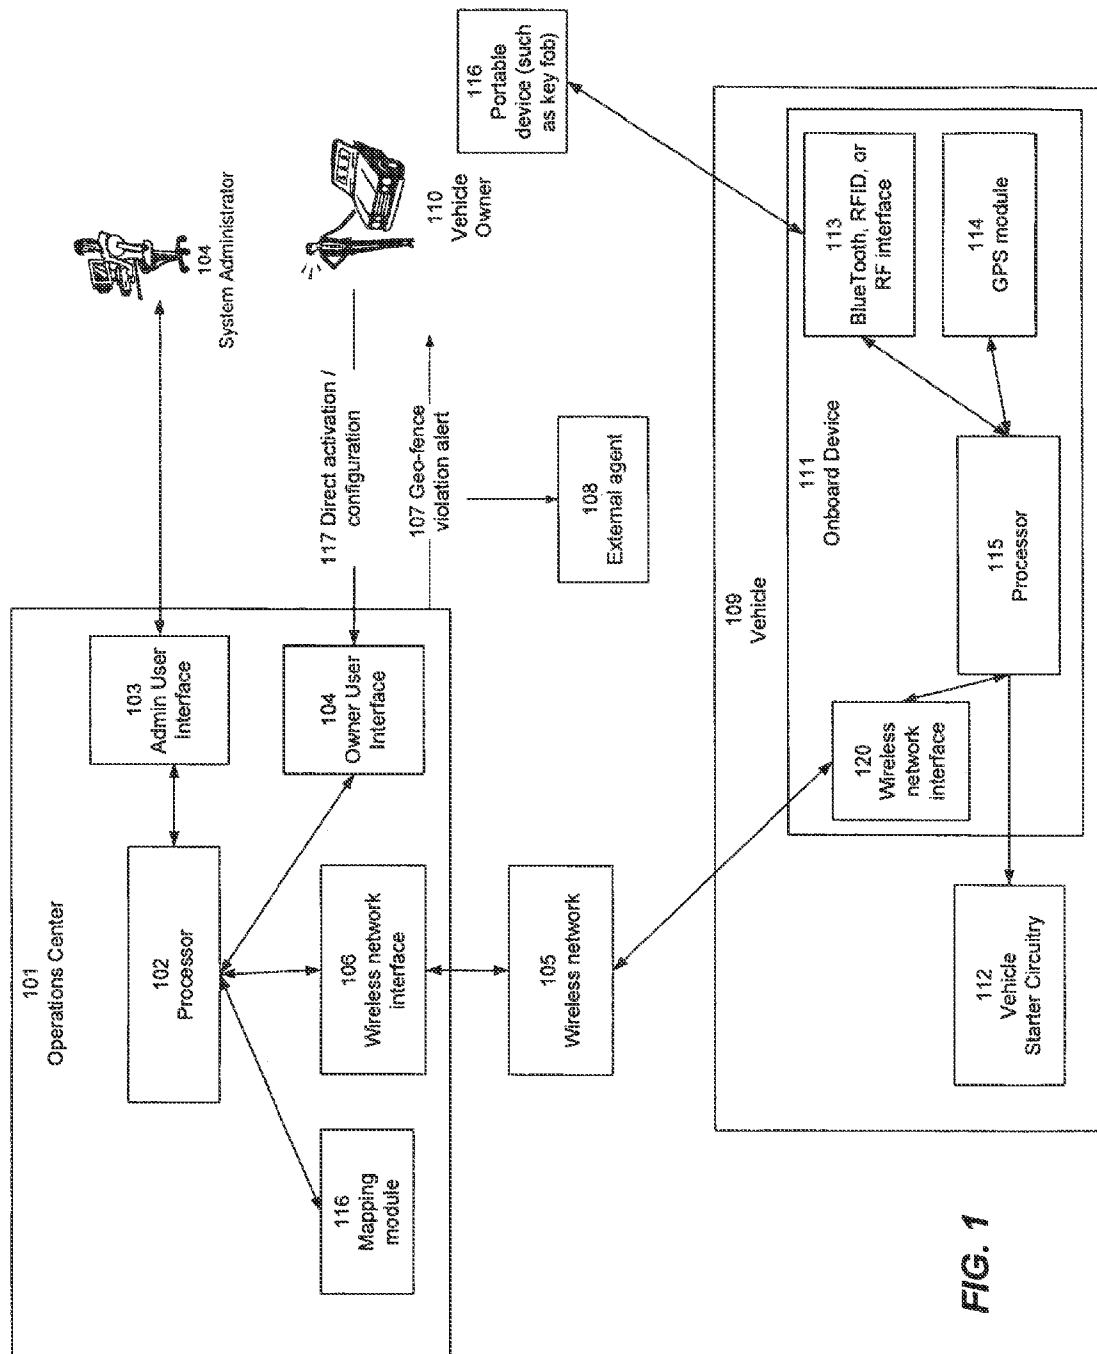 101
Operations Center
102
Processor
103
Admin User
Interface
104
System Administrator
116
Mapping
module
106
Wireless network
interface
104
Owner User
Interface
117 Direct activation /
configuration
110
Vehicle
Owner
107 Geo-fence
violation alert
105
Wireless network
108
External agent
116
Portable
device (such
as key fob)
109
Vehicle
111
Onboard Device
120
Wireless
network
interface
113
BlueTooth, RFID, or
RF interface
114
GPS module
115
Processor
112
Vehicle
Starter Circuitry
FIG. 1